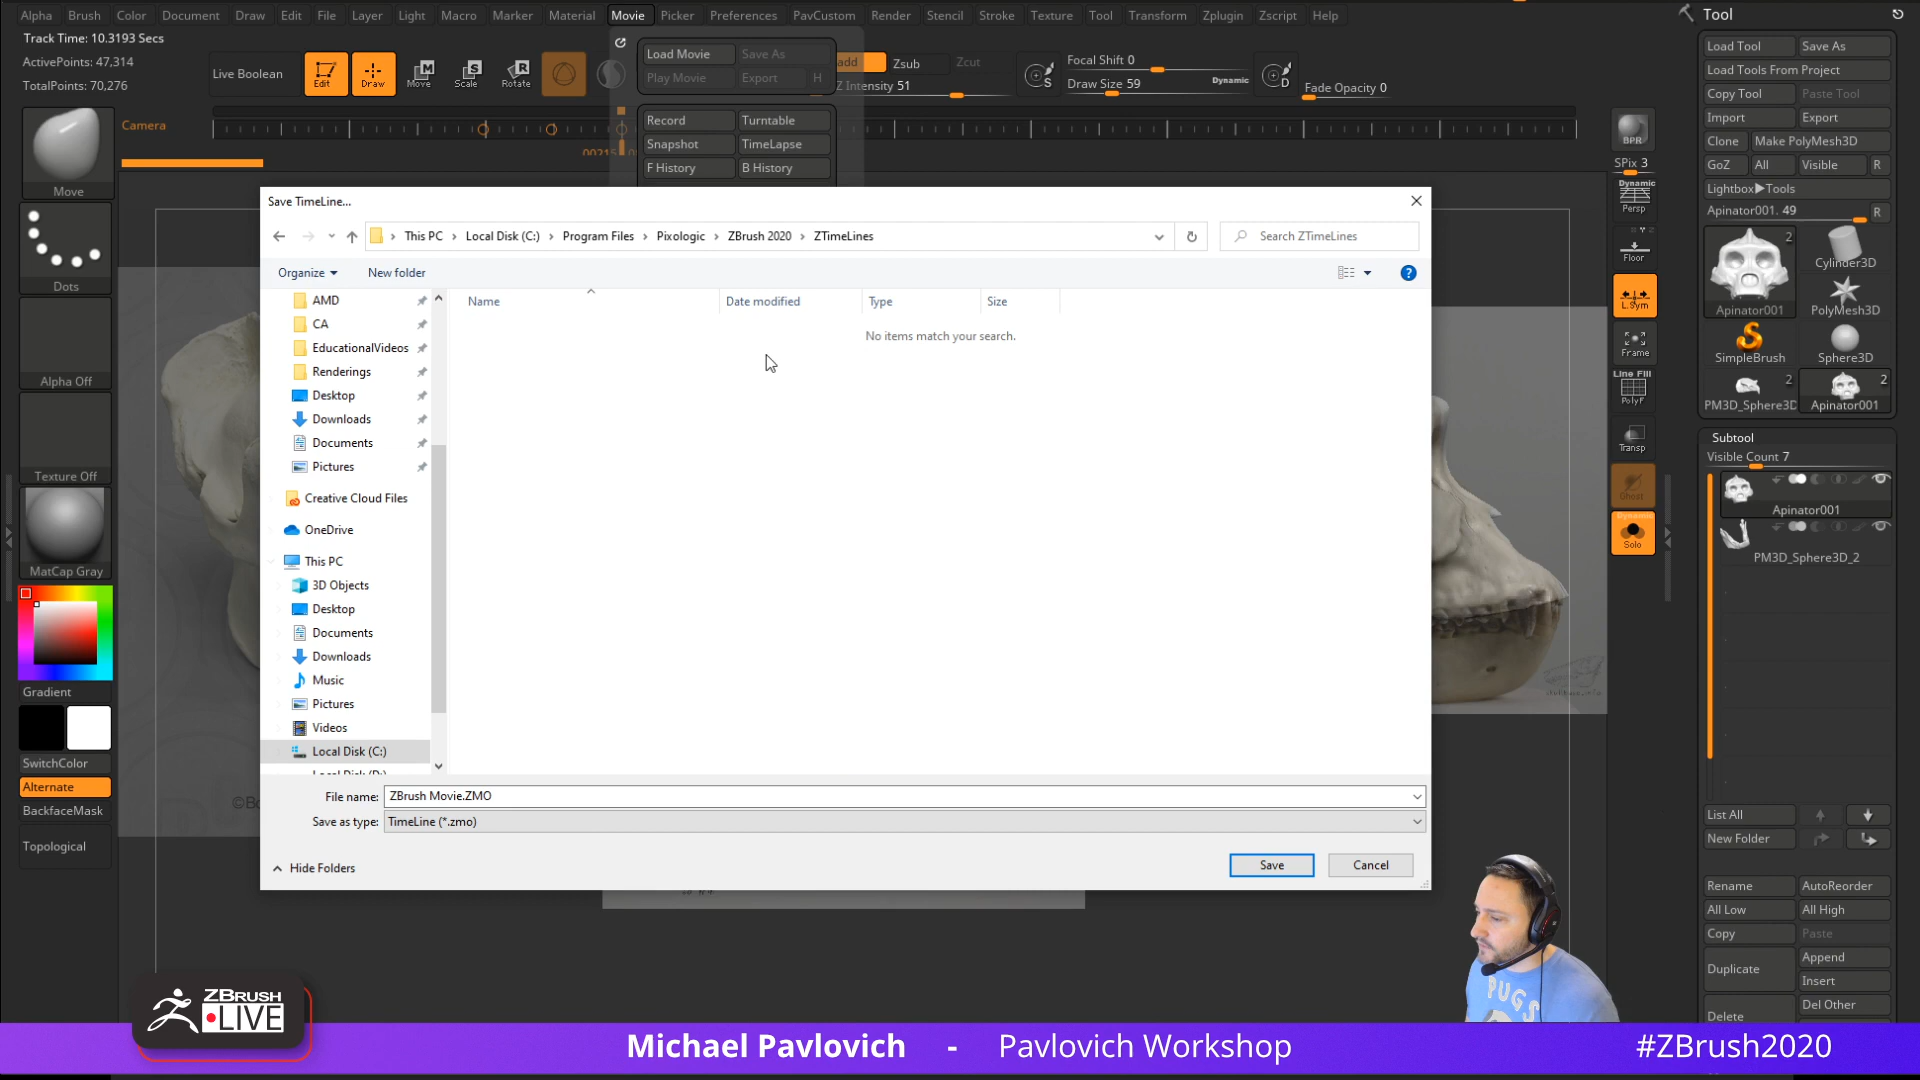 Alpha Brush Color Document Draw Edit File Layer Light Macro Marker Material Movie Picker Preferences PavCustom Render Stencil Stroke Texture Tool Transform Zplugin Zscript Help
Track Time: 10.3193 Secs
ActivePoints: 47,314
TotalPoints: 70,276
Live Boolean
Edit
Draw
Move
Scale
Rotate
Load Movie
Save As
Play Movie
Export
H
Record
Turntable
Snapshot
TimeLapse
F History
B History
Zsub
Zcut
Z Intensity 51
Focal Shift 0
Draw Size 59
Dynamic
Fade Opacity 0
Camera
Move
Dots
Alpha Off
Texture Off
MatCap Gray
Gradient
SwitchColor
Alternate
BackfaceMask
Topological
Save TimeLine...
This PC
Local Disk (C:)
Program Files
Pixologic
ZBrush 2020
ZTimeLines
Search ZTimeLines
Organize
New folder
AMD
CA
EducationalVideos
Renderings
Desktop
Downloads
Documents
Pictures
Creative Cloud Files
OneDrive
This PC
3D Objects
Desktop
Documents
Downloads
Music
Pictures
Videos
Local Disk (C:)
Name
Date modified
Type
Size
No items match your search.
File name: ZBrush Movie.ZMO
Save as type: TimeLine (*.zmo)
Hide Folders
Save
Cancel
BPR
SPix 3
Dynamic
Persp
Floor
L.Sym
Frame
Line Fill
PolyF
Transp
Ghost
Dynamic
Solo
Tool
Load Tool
Save As
Load Tools From Project
Copy Tool
Paste Tool
Import
Export
Clone
Make PolyMesh3D
GoZ
All
Visible
R
Lightbox▶Tools
Apinator001. 49
R
2
Apinator001
Cylinder3D
PolyMesh3D
SimpleBrush
Sphere3D
2
PM3D_Sphere3D
2
Apinator001
Subtool
Visible Count 7
Apinator001
PM3D_Sphere3D_2
List All
New Folder
Rename
AutoReorder
All Low
All High
Copy
Paste
Duplicate
Append
Insert
Delete
Del Other
PUGS
ZBRUSH
LIVE
Michael Pavlovich - Pavlovich Workshop
#ZBrush2020